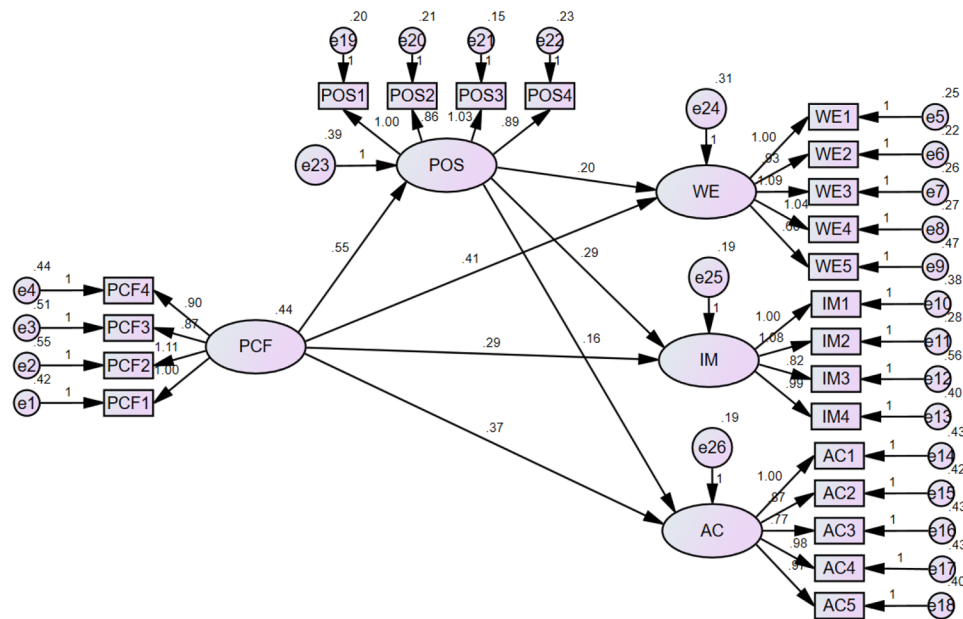 .20 .21 .15 .23
e19 e20 e21 e22
1 1 1 1
POS1 POS2 POS3 POS4
1.00 .86 1.03 .89
.39
e23 1 POS
.31
e24
1
WE
.20
.41
.55
.29
.29
.16
.37
.44
PCF
.44
e4 1 PCF4 .90
.51
e3 1 PCF3 .87
.55
e2 1 PCF2 1.11
.42
e1 1 PCF1 1.00
.25
1.00 WE1 1 e5
.22
.93 WE2 1 e6
.26
1.09 WE3 1 e7
.27
1.04 WE4 1 e8
.47
WE5 1 e9
.19
e25
1
IM
.38
1.00 IM1 1 e10
.28
1.08 IM2 1 e11
.56
.82 IM3 1 e12
.40
.99 IM4 1 e13
.19
e26
1
AC
.43
1.00 AC1 1 e14
.42
.87 AC2 1 e15
.43
.77 AC3 1 e16
.43
.98 AC4 1 e17
.40
.97 AC5 1 e18